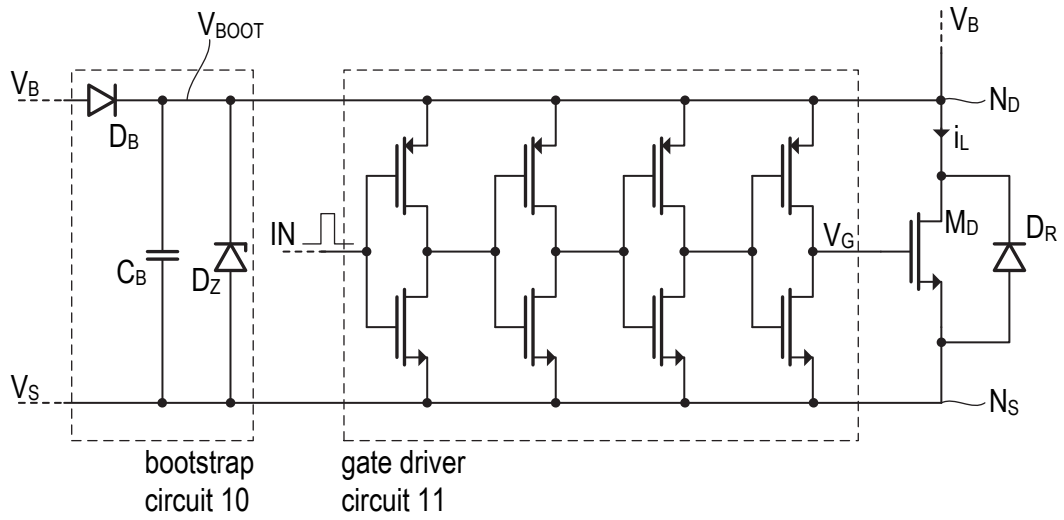 V_BOOT
V_B
V_B
D_B
N_D
i_L
IN
V_G
M_D
D_R
C_B
D_Z
V_S
N_S
bootstrap
circuit 10
gate driver
circuit 11